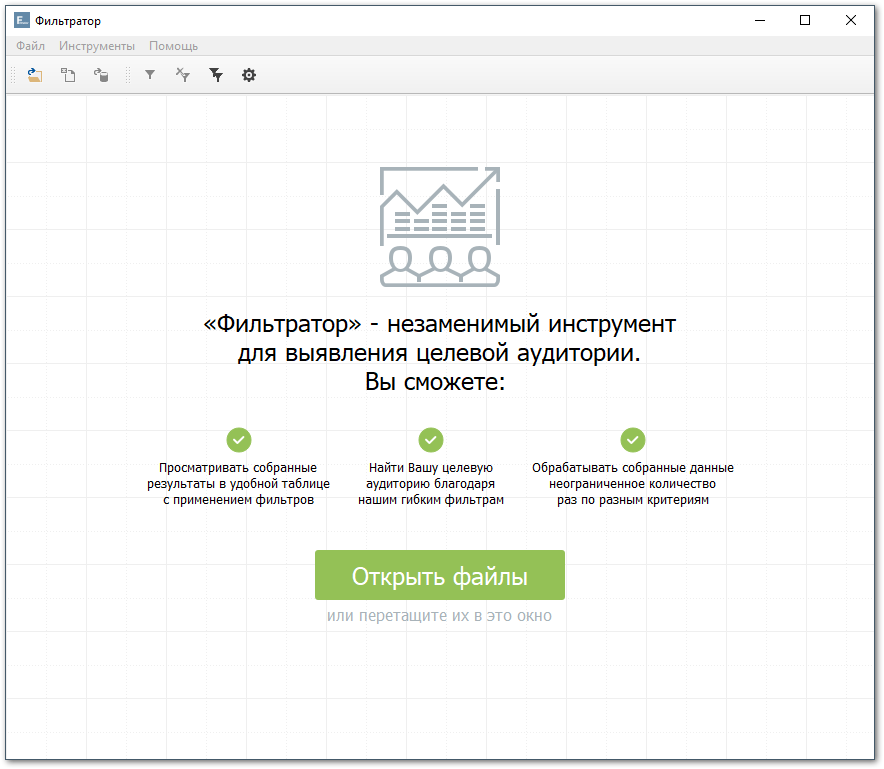 Фильтратор
Файл Инструменты Помощь
«Фильтратор» - незаменимый инструмент
для выявления целевой аудитории.
Вы сможете:
Просматривать собранные
результаты в удобной таблице
с применением фильтров
Найти Вашу целевую
аудиторию благодаря
нашим гибким фильтрам
Обрабатывать собранные данные
неограниченное количество
раз по разным критериям
Открыть файлы
или перетащите их в это окно